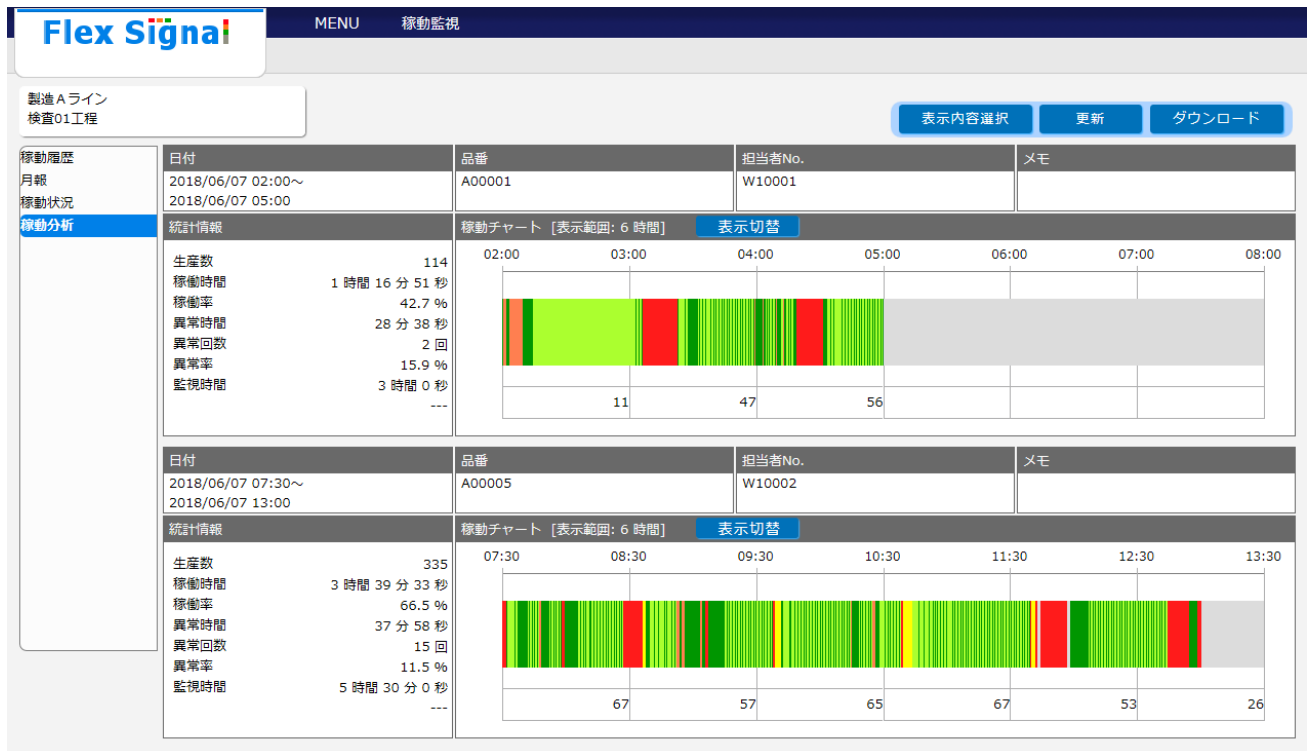 Flex Signal
MENU 稼動監視
製造Aライン
検査01工程
表示内容選択 更新 ダウンロード
稼動履歴
月報
稼動状況
稼動分析
日付 品番 担当者No. メモ
2018/06/07 02:00～ A00001 W10001
2018/06/07 05:00
統計情報 稼動チャート [表示範囲: 6 時間] 表示切替
02:00 03:00 04:00 05:00 06:00 07:00 08:00
生産数 114
稼働時間 1 時間 16 分 51 秒
稼働率 42.7 %
異常時間 28 分 38 秒
異常回数 2 回
異常率 15.9 %
監視時間 3 時間 0 秒
---
11 47 56
日付 品番 担当者No. メモ
2018/06/07 07:30～ A00005 W10002
2018/06/07 13:00
統計情報 稼動チャート [表示範囲: 6 時間] 表示切替
07:30 08:30 09:30 10:30 11:30 12:30 13:30
生産数 335
稼働時間 3 時間 39 分 33 秒
稼働率 66.5 %
異常時間 37 分 58 秒
異常回数 15 回
異常率 11.5 %
監視時間 5 時間 30 分 0 秒
---
67 57 65 67 53 26